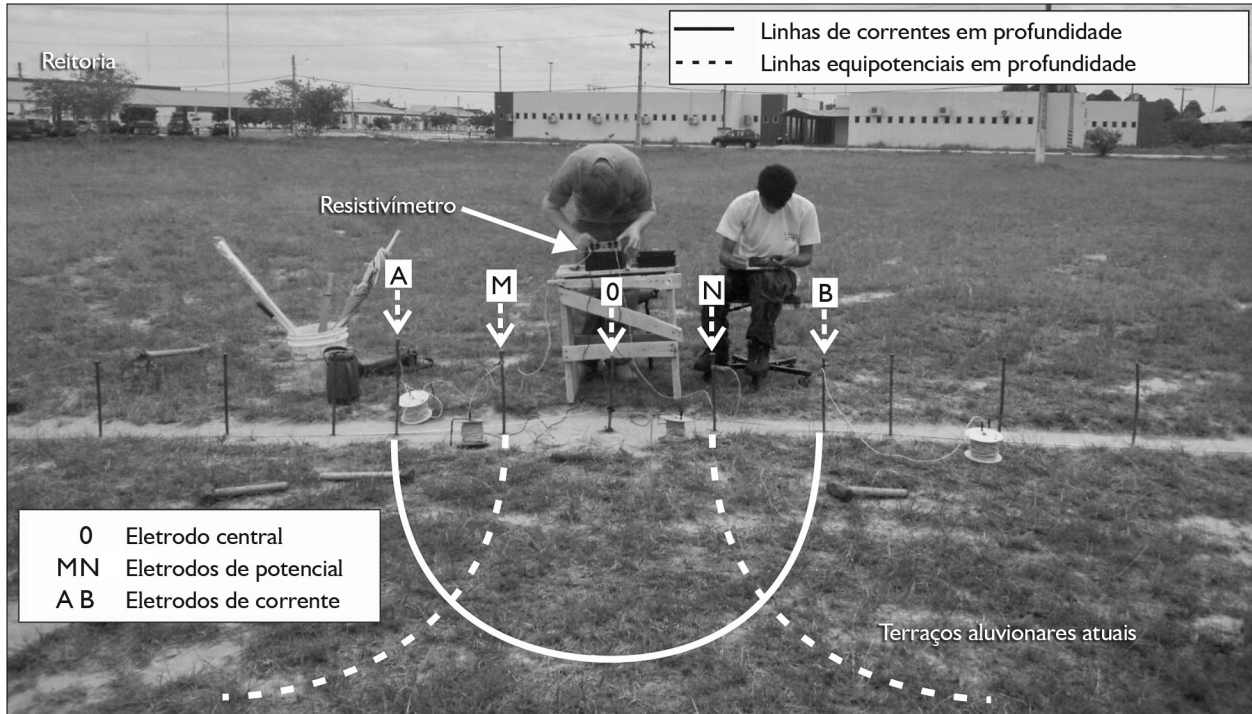 Linhas de correntes em profundidade
Linhas equipotenciais em profundidade
Reitoria
Resistivímetro
A
M
0
N
B
0 Eletrodo central
MN Eletrodos de potencial
A B Eletrodos de corrente
Terraços aluvionares atuais